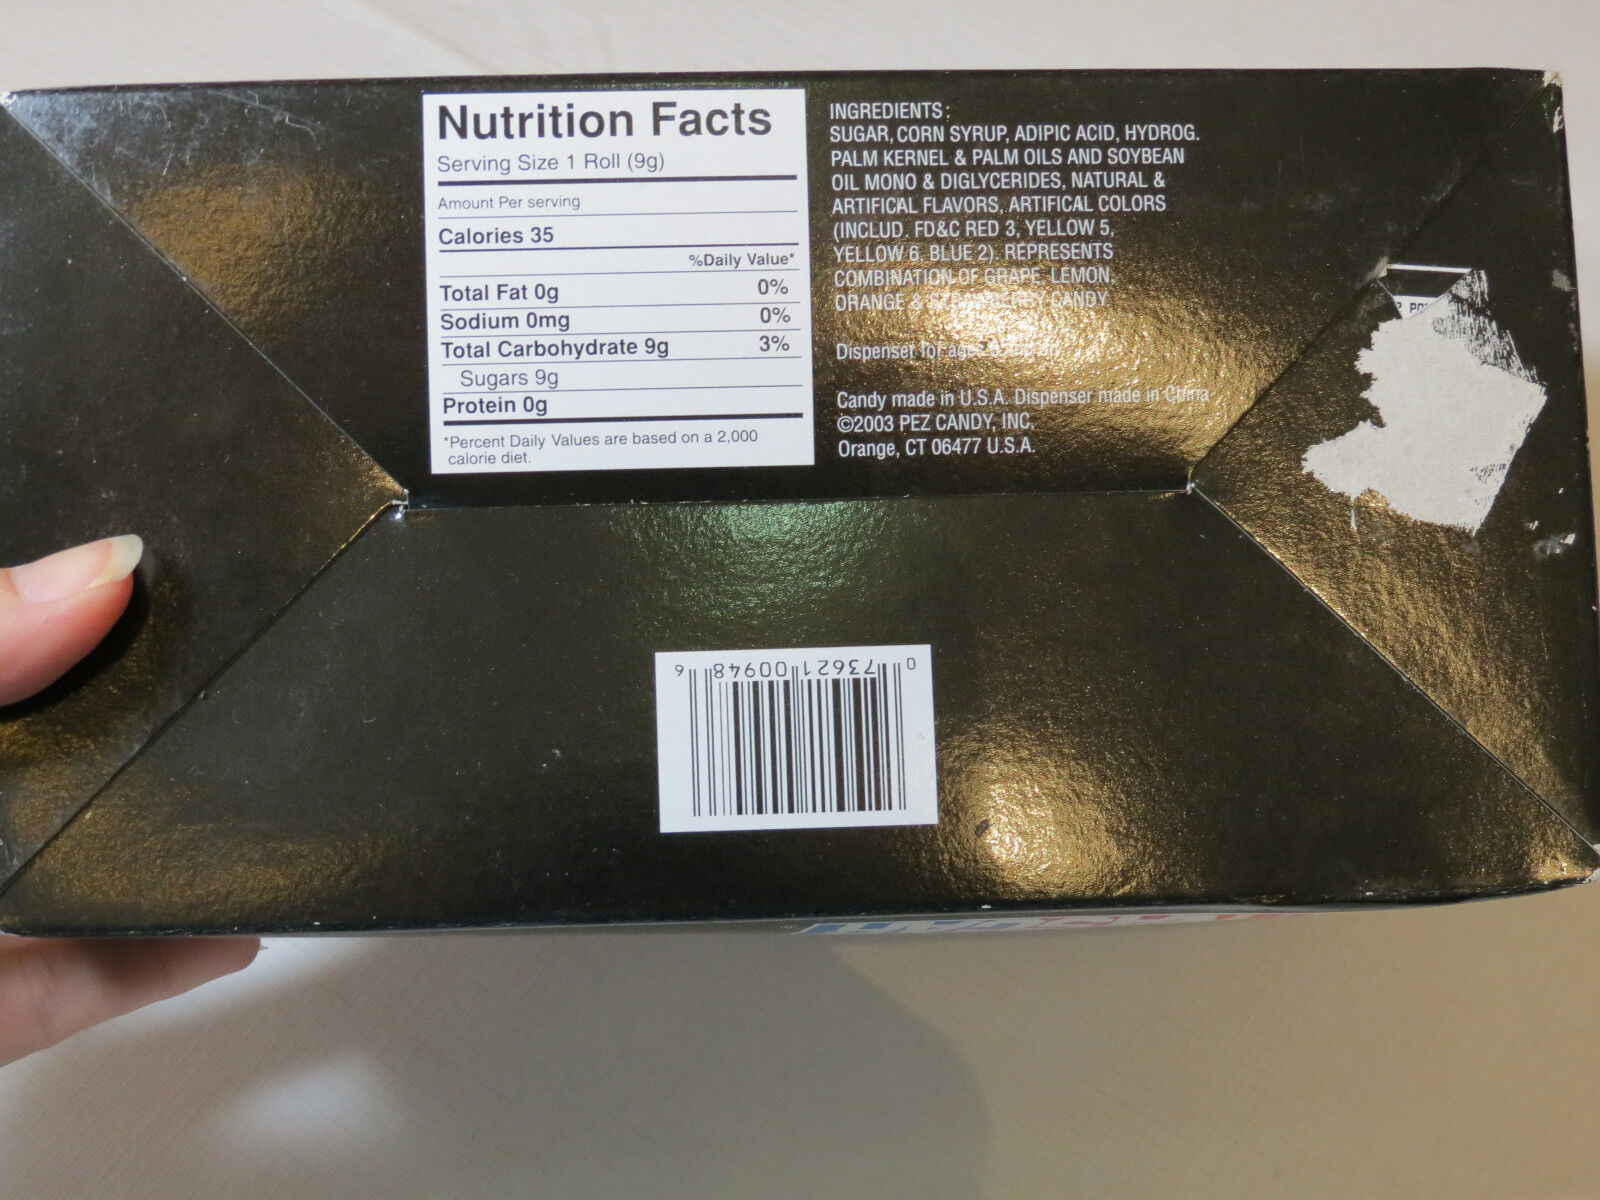 Nutrition Facts
Serving Size 1 Roll (9g)
Amount Per serving
Calories 35
%Daily Value*
Total Fat 0g 0%
Sodium 0mg 0%
Total Carbohydrate 9g 3%
Sugars 9g
Protein 0g
*Percent Daily Values are based on a 2,000
calorie diet.
INGREDIENTS:
SUGAR, CORN SYRUP, ADIPIC ACID, HYDROG.
PALM KERNEL & PALM OILS AND SOYBEAN
OIL MONO & DIGLYCERIDES, NATURAL &
ARTIFICIAL FLAVORS, ARTIFICAL COLORS
(INCLUD. FD&C RED 3, YELLOW 5,
YELLOW 6, BLUE 2). REPRESENTS
COMBINATION OF GRAPE, LEMON,
ORANGE & STRAWBERRY CANDY
Dispenser for ages
Candy made in U.S.A. Dispenser made in China
©2003 PEZ CANDY, INC.
Orange, CT 06477 U.S.A.
0 73621 00948 6